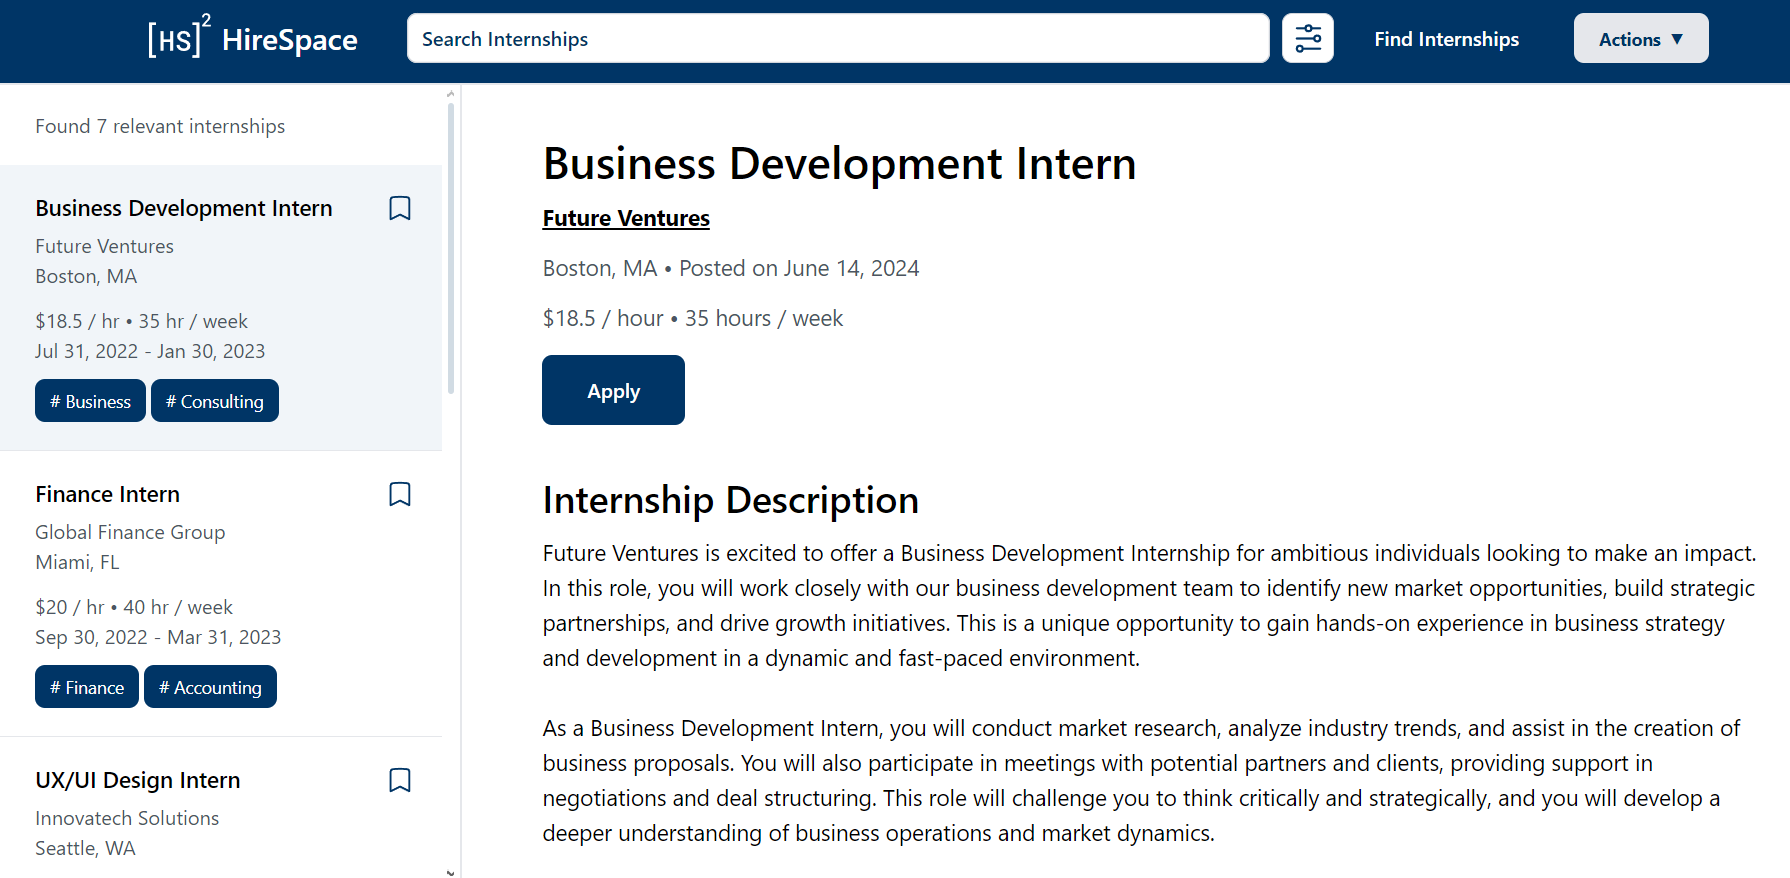 [HS]² HireSpace
Search Internships
Find Internships
Actions ▼
Found 7 relevant internships
Business Development Intern
Future Ventures
Boston, MA
$18.5 / hr • 35 hr / week
Jul 31, 2022 - Jan 30, 2023
# Business
# Consulting
Finance Intern
Global Finance Group
Miami, FL
$20 / hr • 40 hr / week
Sep 30, 2022 - Mar 31, 2023
# Finance
# Accounting
UX/UI Design Intern
Innovatech Solutions
Seattle, WA
Business Development Intern
Future Ventures
Boston, MA • Posted on June 14, 2024
$18.5 / hour • 35 hours / week
Apply
Internship Description
Future Ventures is excited to offer a Business Development Internship for ambitious individuals looking to make an impact.
In this role, you will work closely with our business development team to identify new market opportunities, build strategic
partnerships, and drive growth initiatives. This is a unique opportunity to gain hands-on experience in business strategy
and development in a dynamic and fast-paced environment.
As a Business Development Intern, you will conduct market research, analyze industry trends, and assist in the creation of
business proposals. You will also participate in meetings with potential partners and clients, providing support in
negotiations and deal structuring. This role will challenge you to think critically and strategically, and you will develop a
deeper understanding of business operations and market dynamics.